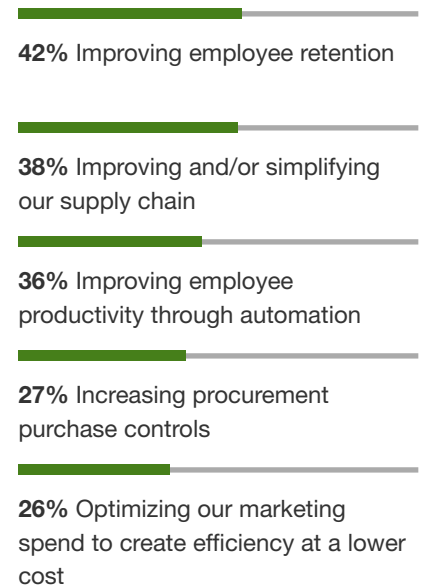 42% Improving employee retention
38% Improving and/or simplifying
our supply chain
36% Improving employee
productivity through automation
27% Increasing procurement
purchase controls
26% Optimizing our marketing
spend to create efficiency at a lower
cost